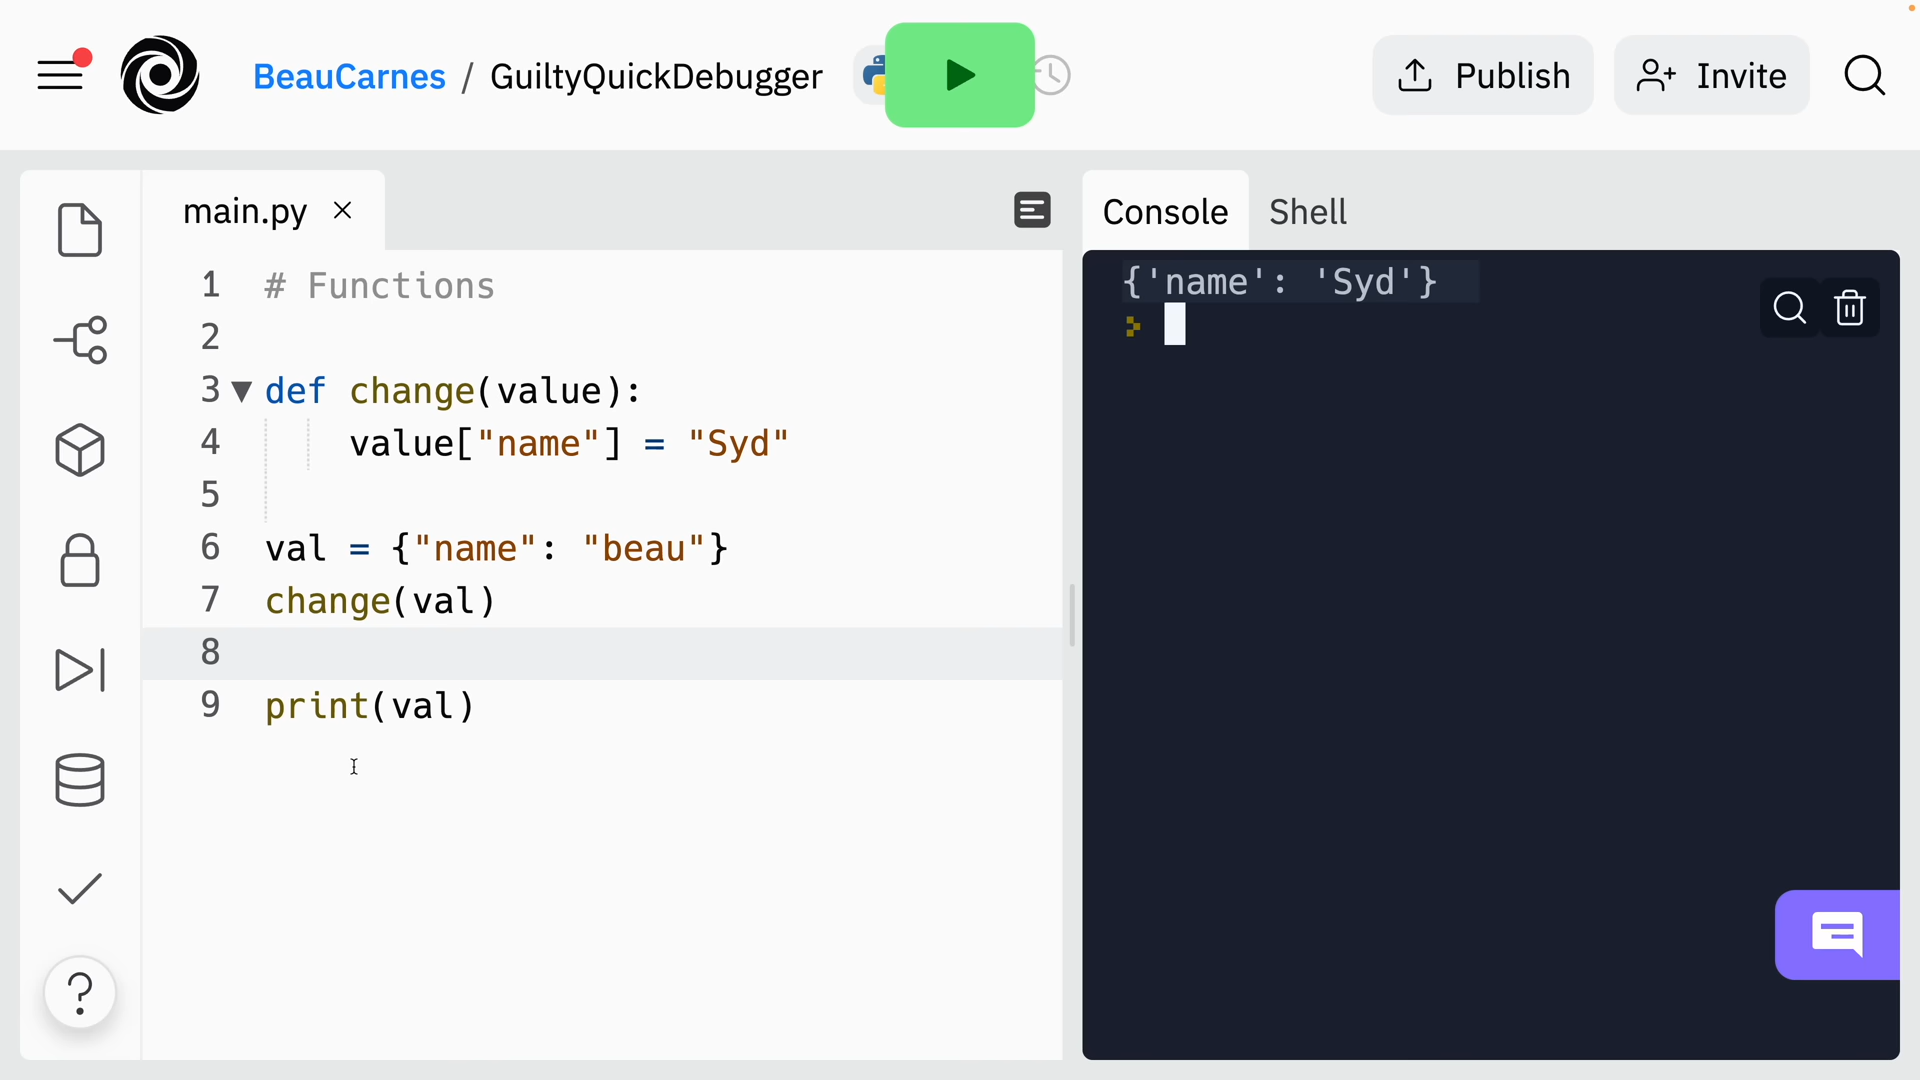 BeauCarnes / GuiltyQuickDebugger
Publish
Invite
main.py
Console
Shell
1 # Functions
2
3 def change(value):
4 value["name"] = "Syd"
5
6 val = {"name": "beau"}
7 change(val)
8
9 print(val)
{'name': 'Syd'}
?